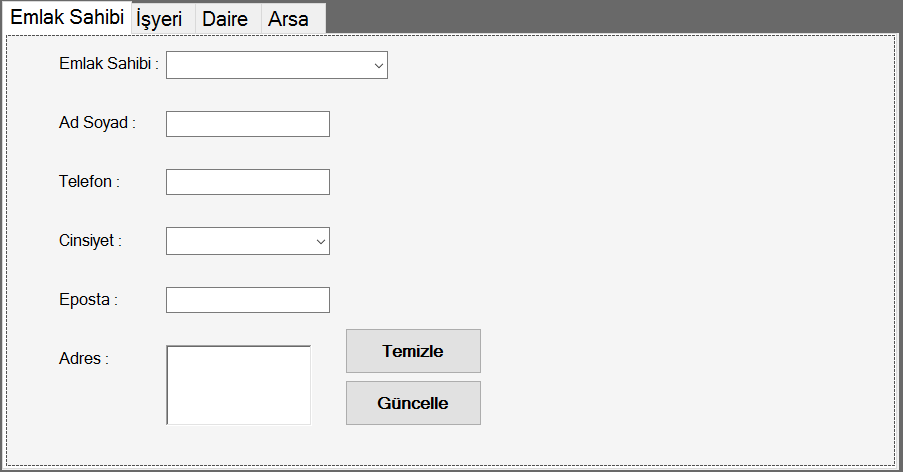 Emlak Sahibi İşyeri Daire Arsa
Emlak Sahibi :
Ad Soyad :
Telefon :
Cinsiyet :
Eposta :
Adres :
Temizle
Güncelle